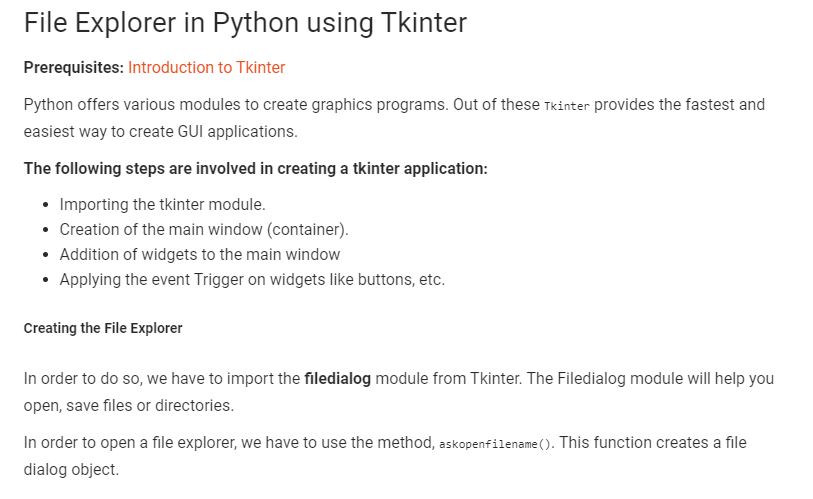 File Explorer in Python using Tkinter
Prerequisites: Introduction to Tkinter
Python offers various modules to create graphics programs. Out of these Tkinter provides the fastest and
easiest way to create GUI applications.
The following steps are involved in creating a tkinter application:
• Importing the tkinter module.
• Creation of the main window (container).
• Addition of widgets to the main window
• Applying the event Trigger on widgets like buttons, etc.
Creating the File Explorer
In order to do so, we have to import the filedialog module from Tkinter. The Filedialog module will help you
open, save files or directories.
In order to open a file explorer, we have to use the method, askopenfilename(). This function creates a file
dialog object.